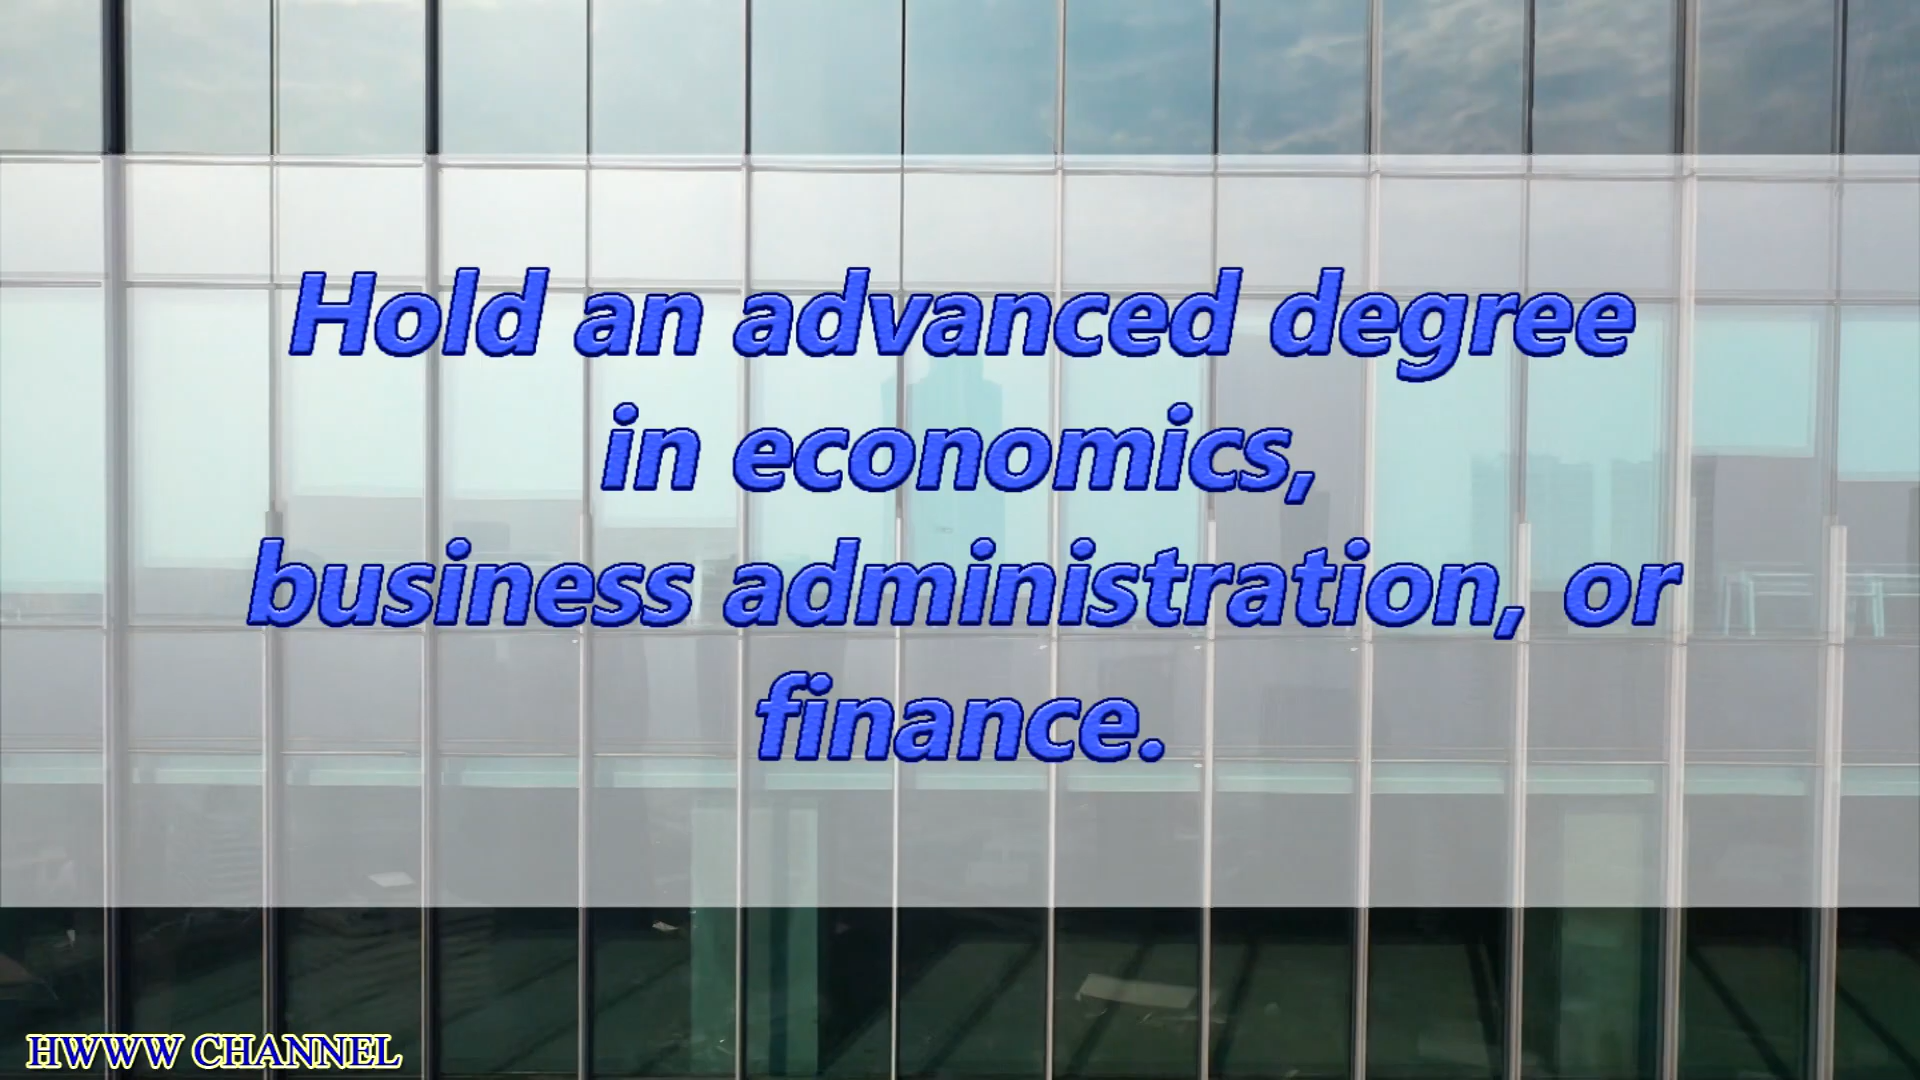 Hold an advanced degree
in economics,
business administration, or
finance.
HWWW CHANNEL